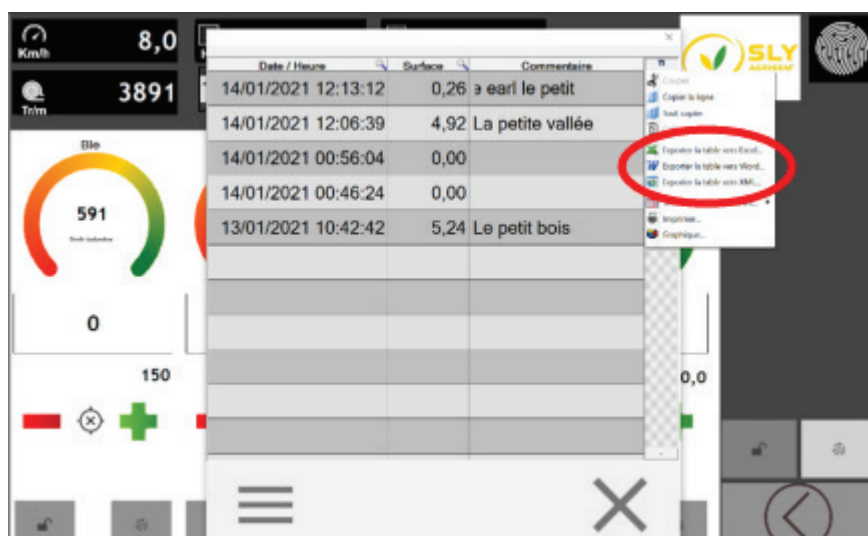 Km/h
8,0
SLY
Tr/m
3891
Ble
591
0
150
Date / Heure Surface Commentaire
14/01/2021 12:13:12 0,26 e earl le petit
14/01/2021 12:06:39 4,92 La petite vallée
14/01/2021 00:56:04 0,00
14/01/2021 00:46:24 0,00
13/01/2021 10:42:42 5,24 Le petit bois
Couper
Copier la ligne
Tout copier
Exporter la table vers Excel...
Exporter la table vers Word...
Exporter la table vers XML...
Imprimer...
Graphique...
0,0